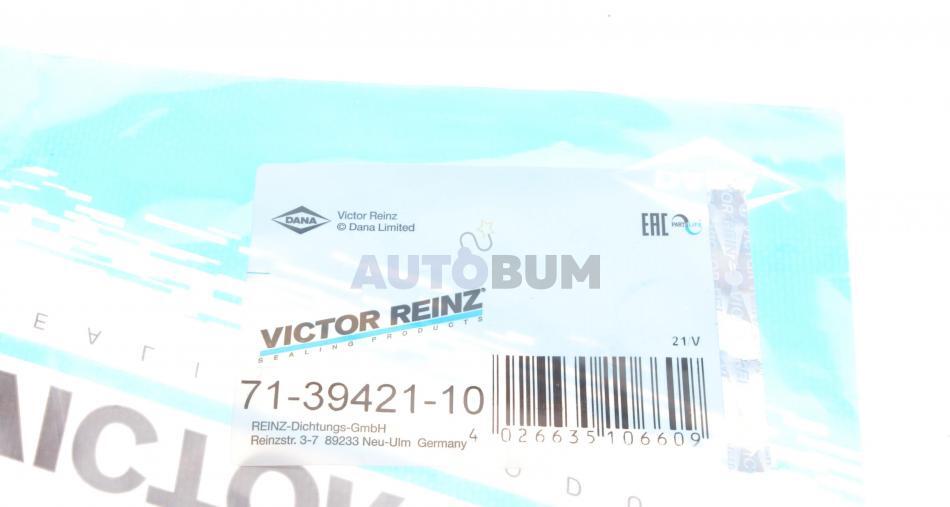 DANA
Victor Reinz
© Dana Limited
EAC
AUTOBUM
VICTOR REINZ®
SEALING PRODUCTS
21/V
71-39421-10
REINZ-Dichtungs-GmbH
Reinzstr. 3-7 89233 Neu-Ulm Germany
4 026635 106609